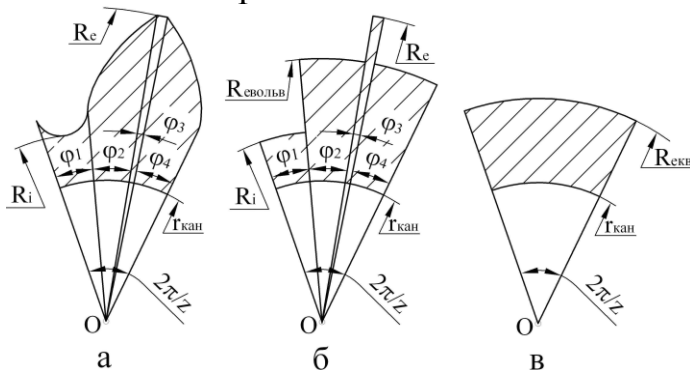 Rₑ
Rᵢ
φ₁
φ₂
φ₃
φ₄
rкан
2π/z
O
а
Rевольв
Rₑ
Rᵢ
φ₁
φ₂
φ₃
φ₄
rкан
2π/z
O
б
Rекв
rкан
2π/z
O
в